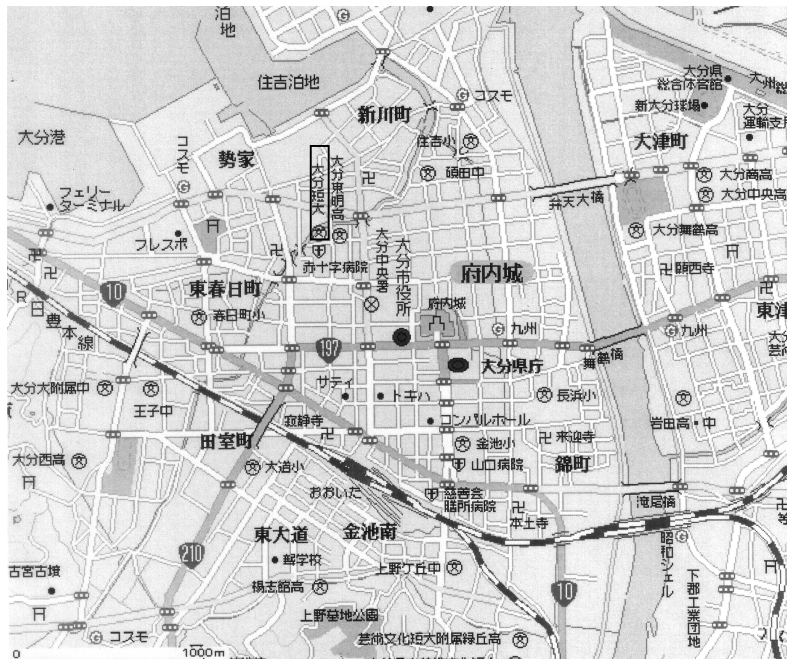 泊地
住吉泊地
G
G コスモ
新川町
大分県
総合体育館
新大分球場
大分
運輸支
大津町
大分港
コスモ
G
勢家
大分短大
大分東明高
住吉小
碩田中
大分商高
大分中央高
大分舞鶴高
弁天大橋
フェリー
ターミナル
フレスポ
赤十字病院
大分中央署
大分市役所
府内城
府内城
顕西寺
東春日町
春日町小
10
JR日豊本線
197
G 九州
G 九州
東津
大分県庁
舞鶴橋
大分大附属中
王子中
サティ
トキハ
コンパルホール
長浜小
岩田高・中
寂静寺
田室町
大分西高
大道小
金池小
来迎寺
山口病院
錦町
おおいた
慈善会
膳所病院
本土寺
滝尾橋
東大道
金池南
210
聾学校
10
G
昭和シェル
古宮古墳
楊志館高
上野ケ丘中
下郡工業団地
G コスモ
上野墓地公園
芸術文化短大附属緑丘高
0
1000m